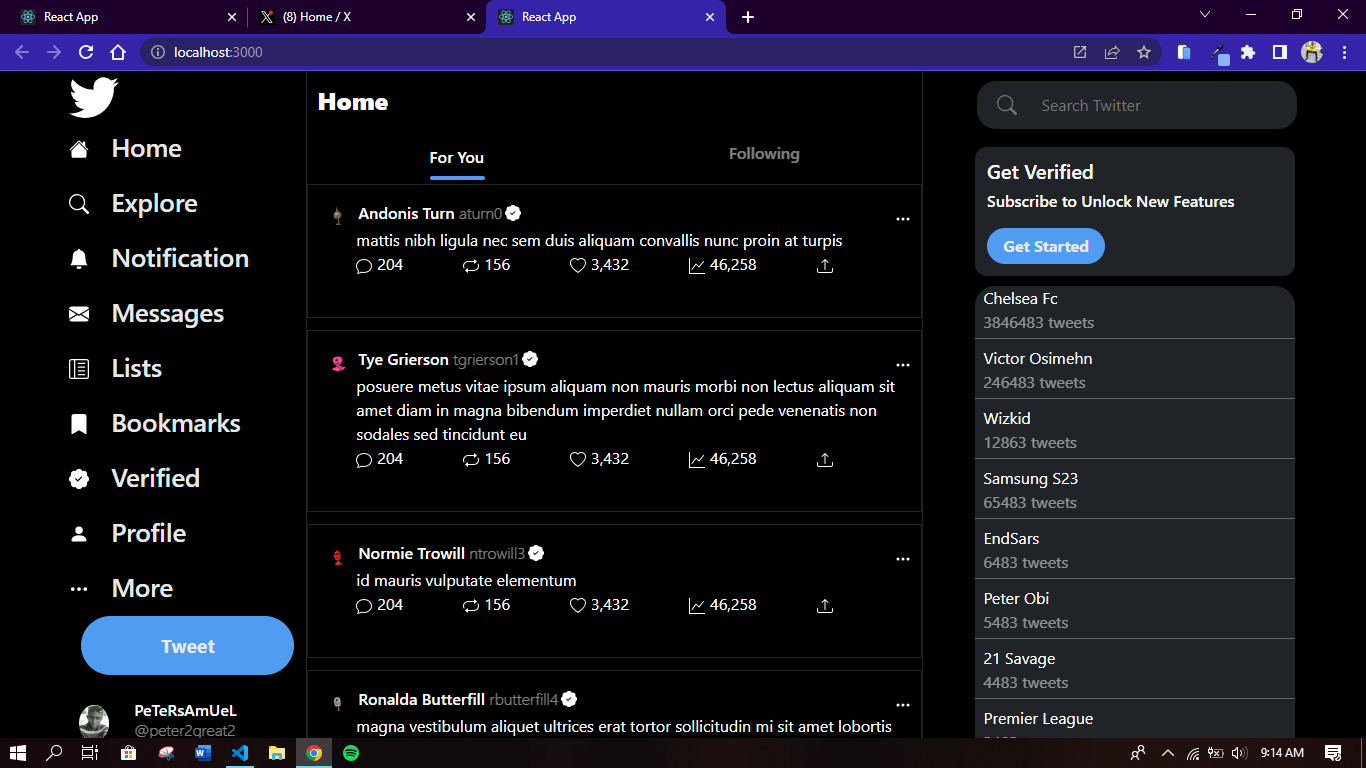 React App
(8) Home / X
React App
localhost:3000
Home
Explore
Notification
Messages
Lists
Bookmarks
Verified
Profile
More
Tweet
PeTeRsAmUeL
@peter2great2
Home
For You
Following
Andonis Turn aturn0
mattis nibh ligula nec sem duis aliquam convallis nunc proin at turpis
204 156 3,432 46,258
Tye Grierson tgrierson1
posuere metus vitae ipsum aliquam non mauris morbi non lectus aliquam sit
amet diam in magna bibendum imperdiet nullam orci pede venenatis non
sodales sed tincidunt eu
204 156 3,432 46,258
Normie Trowill ntrowill3
id mauris vulputate elementum
204 156 3,432 46,258
Ronalda Butterfill rbutterfill4
magna vestibulum aliquet ultrices erat tortor sollicitudin mi sit amet lobortis
Search Twitter
Get Verified
Subscribe to Unlock New Features
Get Started
Chelsea Fc
3846483 tweets
Victor Osimehn
246483 tweets
Wizkid
12863 tweets
Samsung S23
65483 tweets
EndSars
6483 tweets
Peter Obi
5483 tweets
21 Savage
4483 tweets
Premier League
9:14 AM